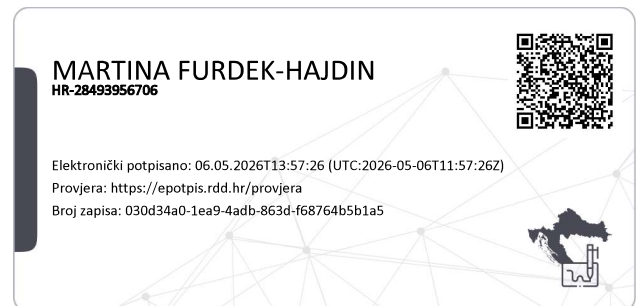 MARTINA FURDEK-HAJDIN
HR-28493956706
Elektronički potpisano: 06.05.2026T13:57:26 (UTC:2026-05-06T11:57:26Z)
Provjera: https://epotpis.rdd.hr/provjera
Broj zapisa: 030d34a0-1ea9-4adb-863d-f68764b5b1a5